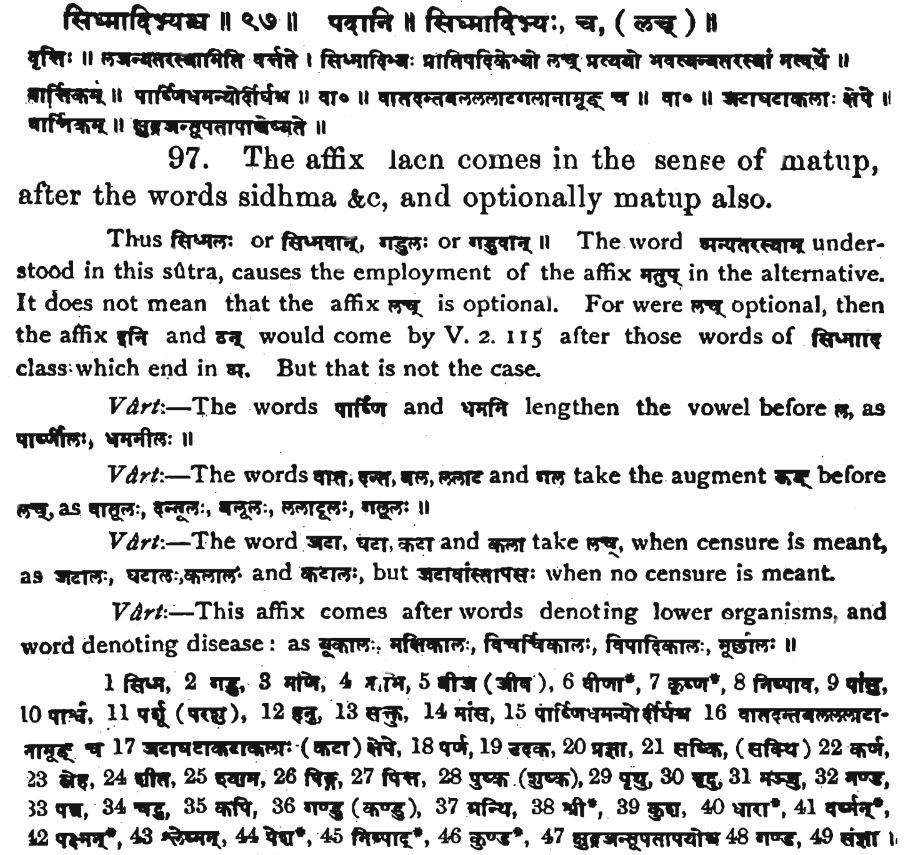 सिध्मादिभ्यश्च ॥ ९७ ॥ पदानि ॥ सिध्मादिभ्यः, च, ( लच् ) ॥
वृत्तिः ॥ लजन्यतरस्यामिति वर्त्तते । सिध्मादिभ्यः प्रातिपदिकेभ्यो लच् प्रत्ययो भवत्यन्यतरस्यां मत्वर्थे ॥
वार्त्तिकम् ॥ पार्ष्णिधमन्योर्दीर्घश्च ॥ वा० ॥ वातदन्तबलललाटगलानामूङ् च ॥ वा० ॥ जटाघटाकलाः क्षेपे ॥
वार्त्तिकम् ॥ क्षुद्रजन्तूपतापाच्चेष्यते ॥
97. The affix lacn comes in the sense of matup,
after the words sidhma &c, and optionally matup also.
Thus सिध्मलः or सिध्मवान्, गडुलः or गडुवान् ॥ The word अन्यतरस्याम् under-
stood in this sûtra, causes the employment of the affix मतुप् in the alternative.
It does not mean that the affix लच् is optional. For were लच् optional, then
the affix इनि and ठन् would come by V. 2. 115 after those words of सिध्मादि
class which end in अ. But that is not the case.
Vârt:—The words पार्ष्णि and धमनि lengthen the vowel before ल, as
पार्ष्णीलः, धमनीलः ॥
Vârt:—The words वात, दन्त, बल, ललाट and गल take the augment ऊङ् before
लच्, as वातूलः, दन्तूलः, बलूलः, ललाटूलः, गलूलः ॥
Vârt:—The word जटा, घटा, कटा and कला take लच्, when censure is meant,
as जटालः, घटालः, कलालः and कटालः, but जटावांस्तापसः when no censure is meant.
Vârt:—This affix comes after words denoting lower organisms, and
word denoting disease : as यूकालः, मक्षिकालः, विचर्चिकालः, विपादिकालः, मूर्छालः ॥
1 सिध्म, 2 गडु, 3 मणि, 4 नाभि, 5 बीज ( जीव ), 6 वीणा*, 7 कृष्ण*, 8 निष्पाव, 9 पांसु,
10 पार्श्व, 11 पर्शू ( परशु ), 12 हनु, 13 सक्तु, 14 मांस, 15 पार्ष्णिधमन्योर्दीर्घश्च 16 वातदन्तबलललाटा-
नामूङ् च 17 जटाघटाकटाकलाः ( कटा ) क्षेपे, 18 पर्ण, 19 उदक, 20 प्रज्ञा, 21 सक्थि, ( सक्थि ) 22 कर्ण,
23 स्नेह, 24 शीत, 25 श्याम, 26 पिङ्ग, 27 पित्त, 28 पुष्क ( शुष्क ), 29 पृथु, 30 मृदु, 31 मञ्जु, 32 मण्ड,
33 पत्र, 34 चटु, 35 कपि, 36 गण्डु ( कण्डु ), 37 ग्रन्थि, 38 श्री*, 39 कुश, 40 धारा*, 41 वर्ष्मन्*,
42 पक्ष्मन्*, 43 श्लेष्मन्, 44 पेश*, 45 निष्पाद्*, 46 कुण्ड*, 47 क्षुद्रजन्तूपतापयोश्च 48 गण्ड, 49 संज्ञा ।